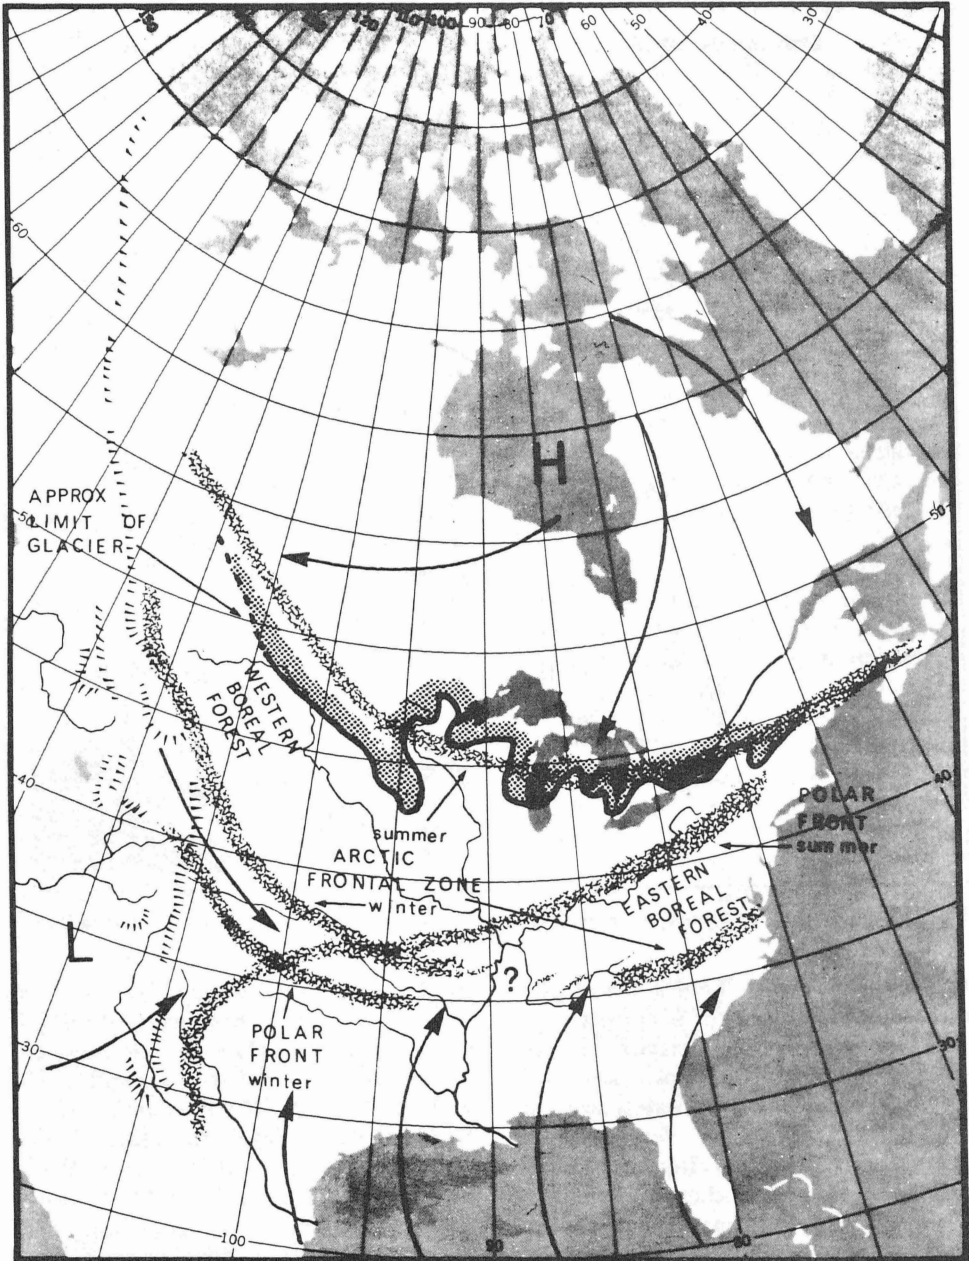 150
120
110
100
90
80
70
60
50
40
30
60
H
APPROX
LIMIT OF
GLACIER
50
50
WESTERN
BOREAL
FOREST
40
40
POLAR
FRONT
summer
summer
ARCTIC
FRONTAL ZONE
winter
EASTERN
BOREAL
FOREST
L
?
POLAR
FRONT
winter
30
30
100
90
80